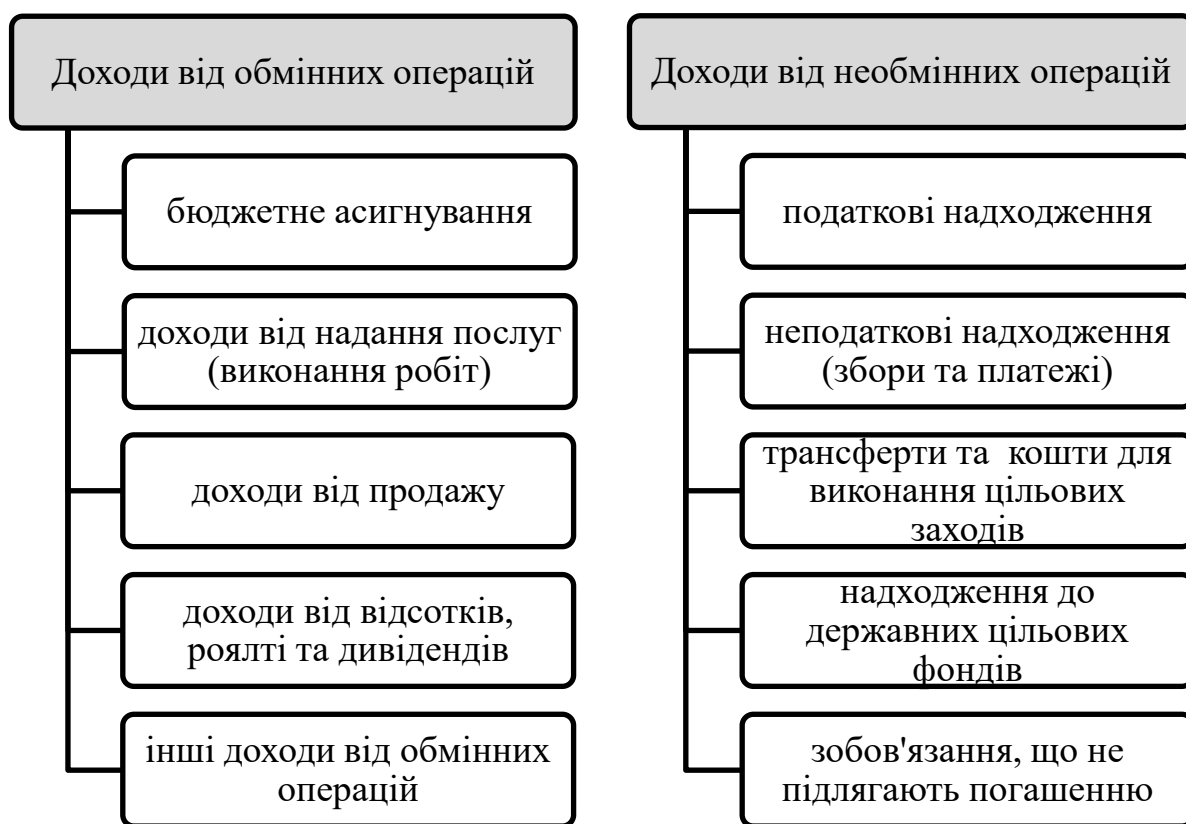 Доходи від обмінних операцій
бюджетне асигнування
доходи від надання послуг
(виконання робіт)
доходи від продажу
доходи від відсотків,
роялті та дивідендів
інші доходи від обмінних
операцій
Доходи від необмінних операцій
податкові надходження
неподаткові надходження
(збори та платежі)
трансферти та кошти для
виконання цільових
заходів
надходження до
державних цільових
фондів
зобов'язання, що не
підлягають погашенню